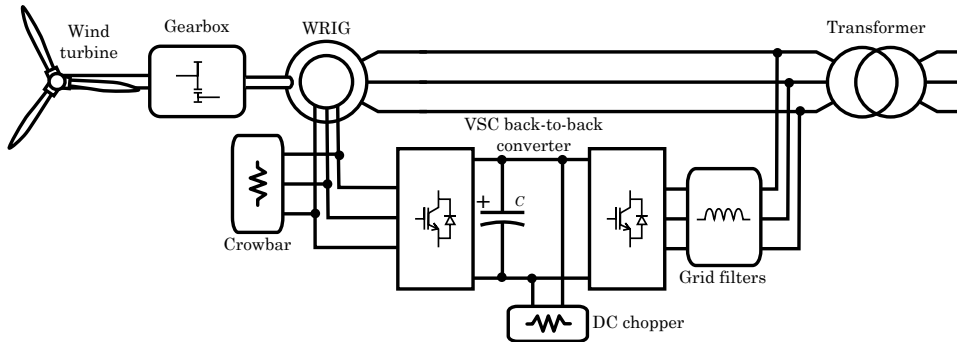 Wind
turbine
Gearbox
WRIG
Transformer
VSC back-to-back
converter
+
C
Crowbar
Grid filters
DC chopper